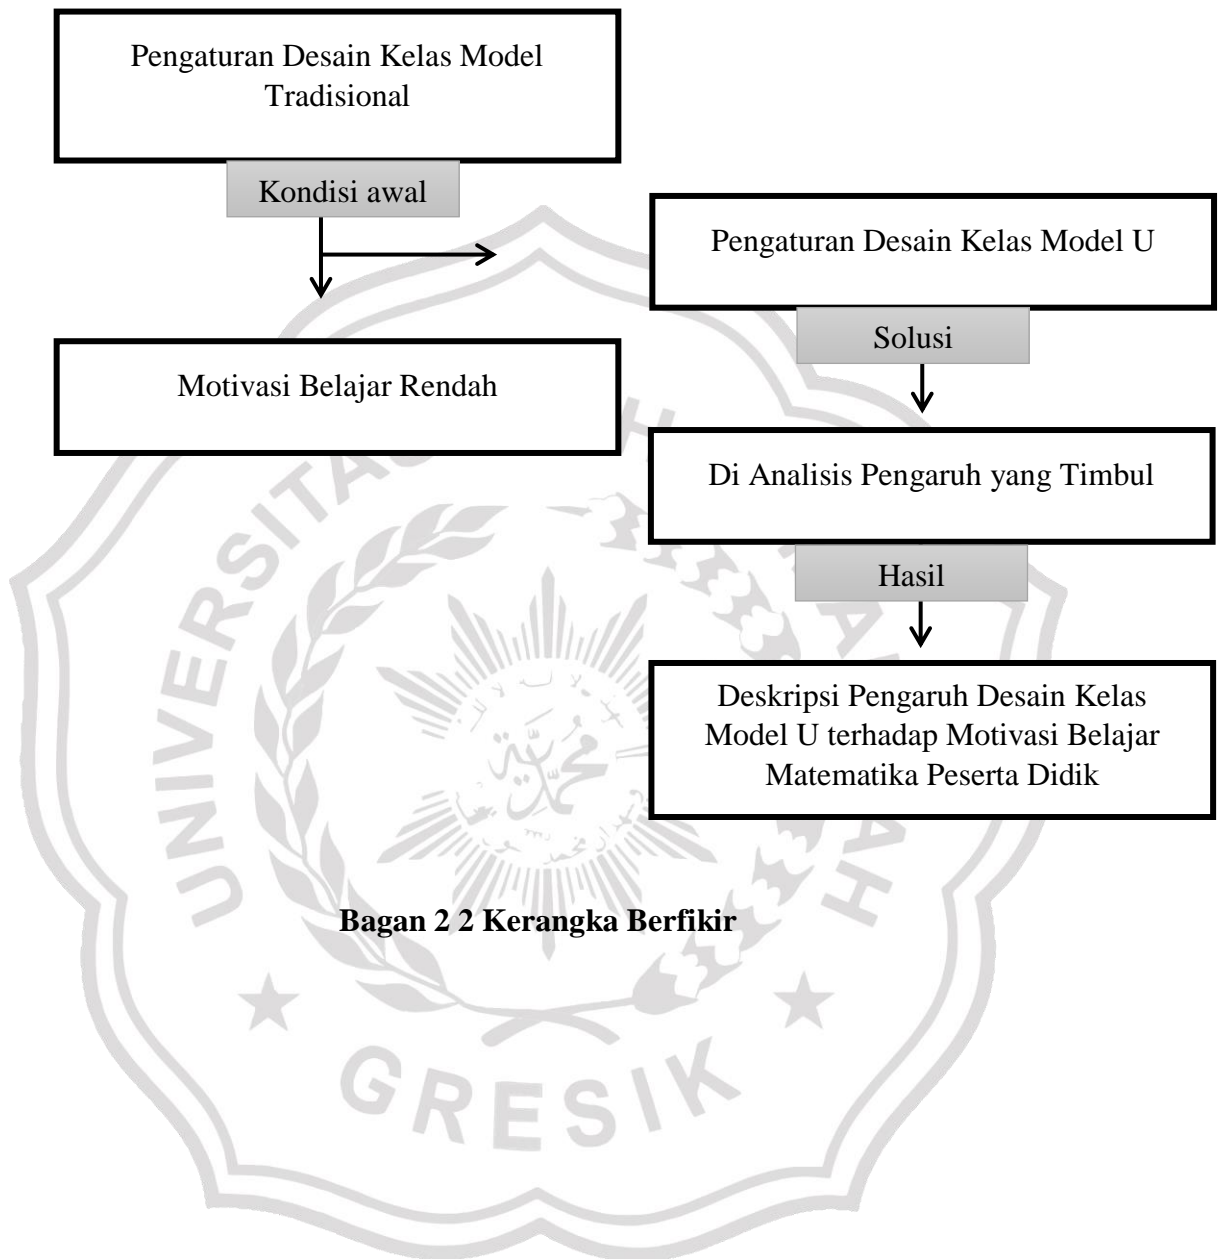 Pengaturan Desain Kelas Model
Tradisional
Kondisi awal
Pengaturan Desain Kelas Model U
Solusi
Motivasi Belajar Rendah
Di Analisis Pengaruh yang Timbul
Hasil
Deskripsi Pengaruh Desain Kelas
Model U terhadap Motivasi Belajar
Matematika Peserta Didik
Bagan 2 2 Kerangka Berfikir
GRESIK